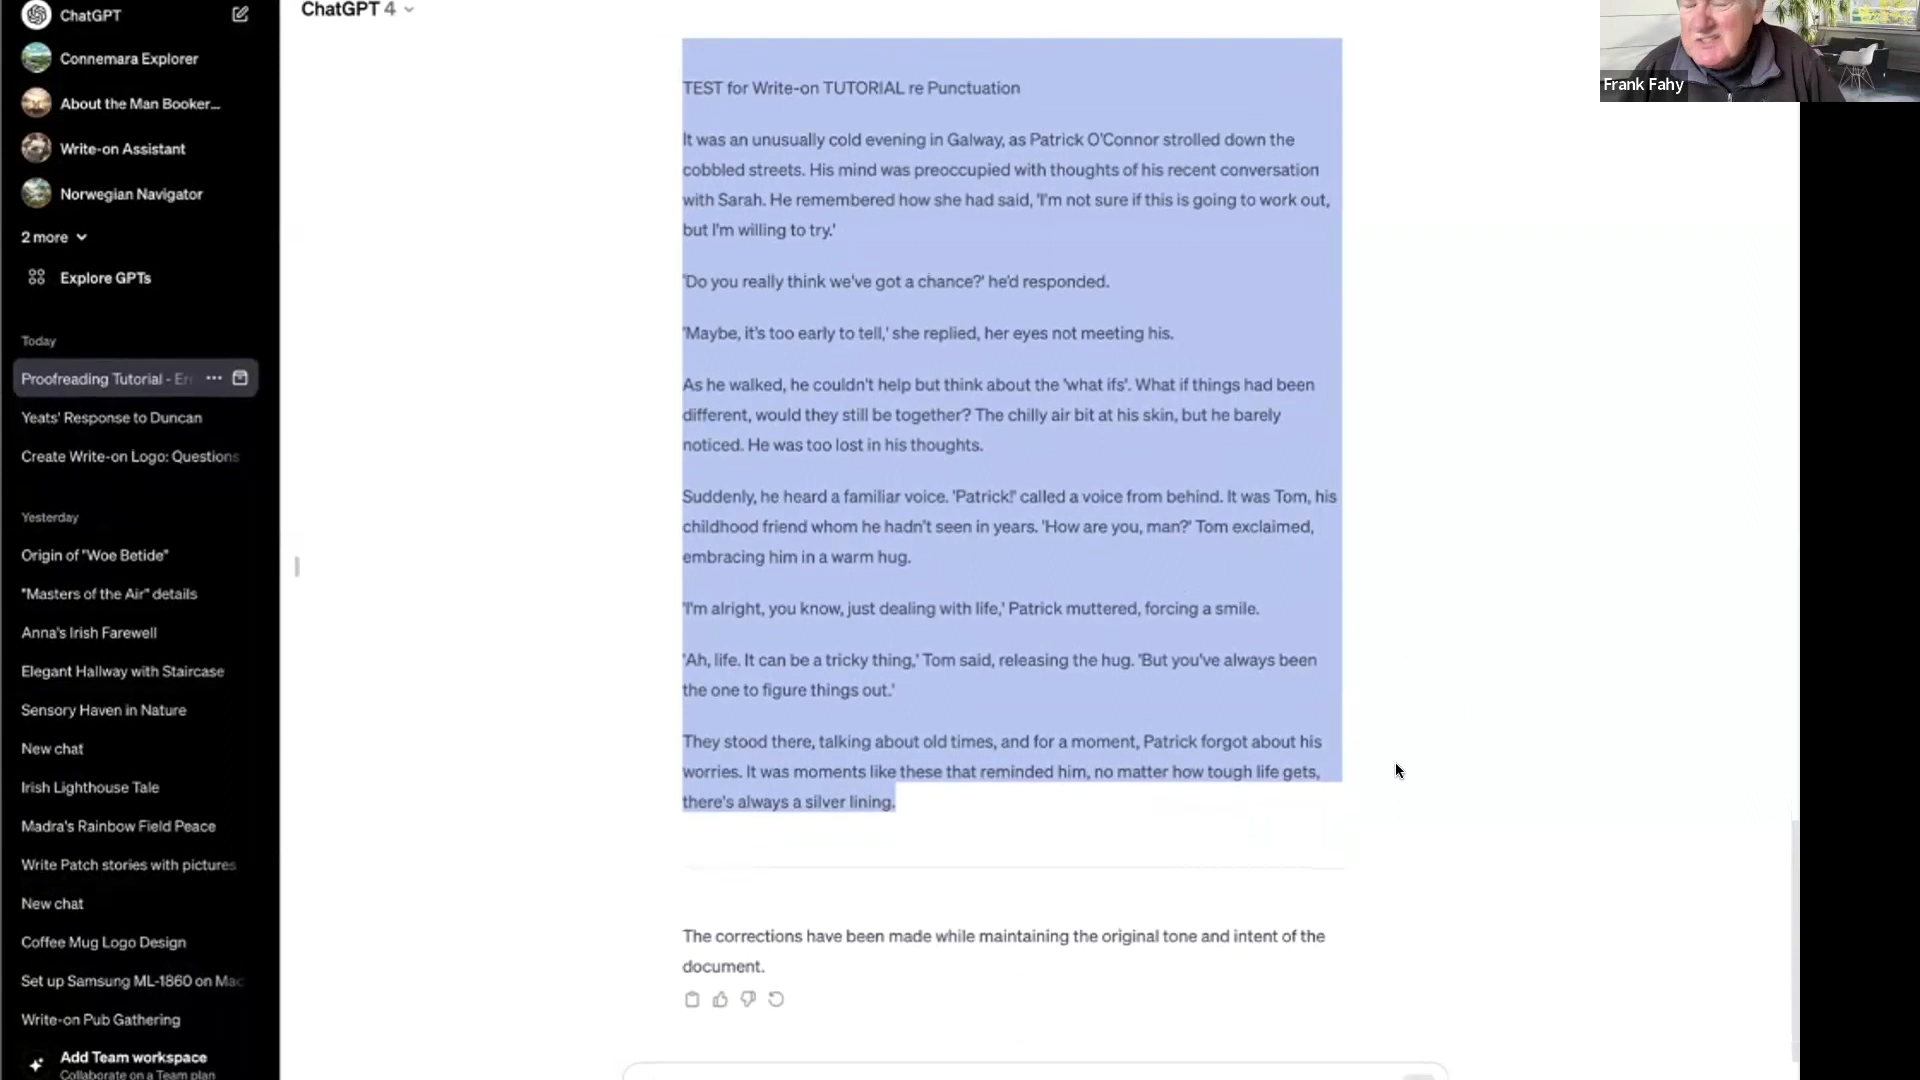 ChatGPT
Connemara Explorer
About the Man Booker...
Write-on Assistant
Norwegian Navigator
2 more
Explore GPTs
Today
Proofreading Tutorial - Er
Yeats' Response to Duncan
Create Write-on Logo: Questions
Yesterday
Origin of "Woe Betide"
"Masters of the Air" details
Anna's Irish Farewell
Elegant Hallway with Staircase
Sensory Haven in Nature
New chat
Irish Lighthouse Tale
Madra's Rainbow Field Peace
Write Patch stories with pictures
New chat
Coffee Mug Logo Design
Set up Samsung ML-1860 on Mac
Write-on Pub Gathering
Add Team workspace
Collaborate on a Team plan
ChatGPT 4
TEST for Write-on TUTORIAL re Punctuation
It was an unusually cold evening in Galway, as Patrick O'Connor strolled down the
cobbled streets. His mind was preoccupied with thoughts of his recent conversation
with Sarah. He remembered how she had said, 'I'm not sure if this is going to work out,
but I'm willing to try.'
'Do you really think we've got a chance?' he'd responded.
'Maybe, it's too early to tell,' she replied, her eyes not meeting his.
As he walked, he couldn't help but think about the 'what ifs'. What if things had been
different, would they still be together? The chilly air bit at his skin, but he barely
noticed. He was too lost in his thoughts.
Suddenly, he heard a familiar voice. 'Patrick!' called a voice from behind. It was Tom, his
childhood friend whom he hadn't seen in years. 'How are you, man?' Tom exclaimed,
embracing him in a warm hug.
'I'm alright, you know, just dealing with life,' Patrick muttered, forcing a smile.
'Ah, life. It can be a tricky thing,' Tom said, releasing the hug. 'But you've always been
the one to figure things out.'
They stood there, talking about old times, and for a moment, Patrick forgot about his
worries. It was moments like these that reminded him, no matter how tough life gets,
there's always a silver lining.
The corrections have been made while maintaining the original tone and intent of the
document.
Frank Fahy